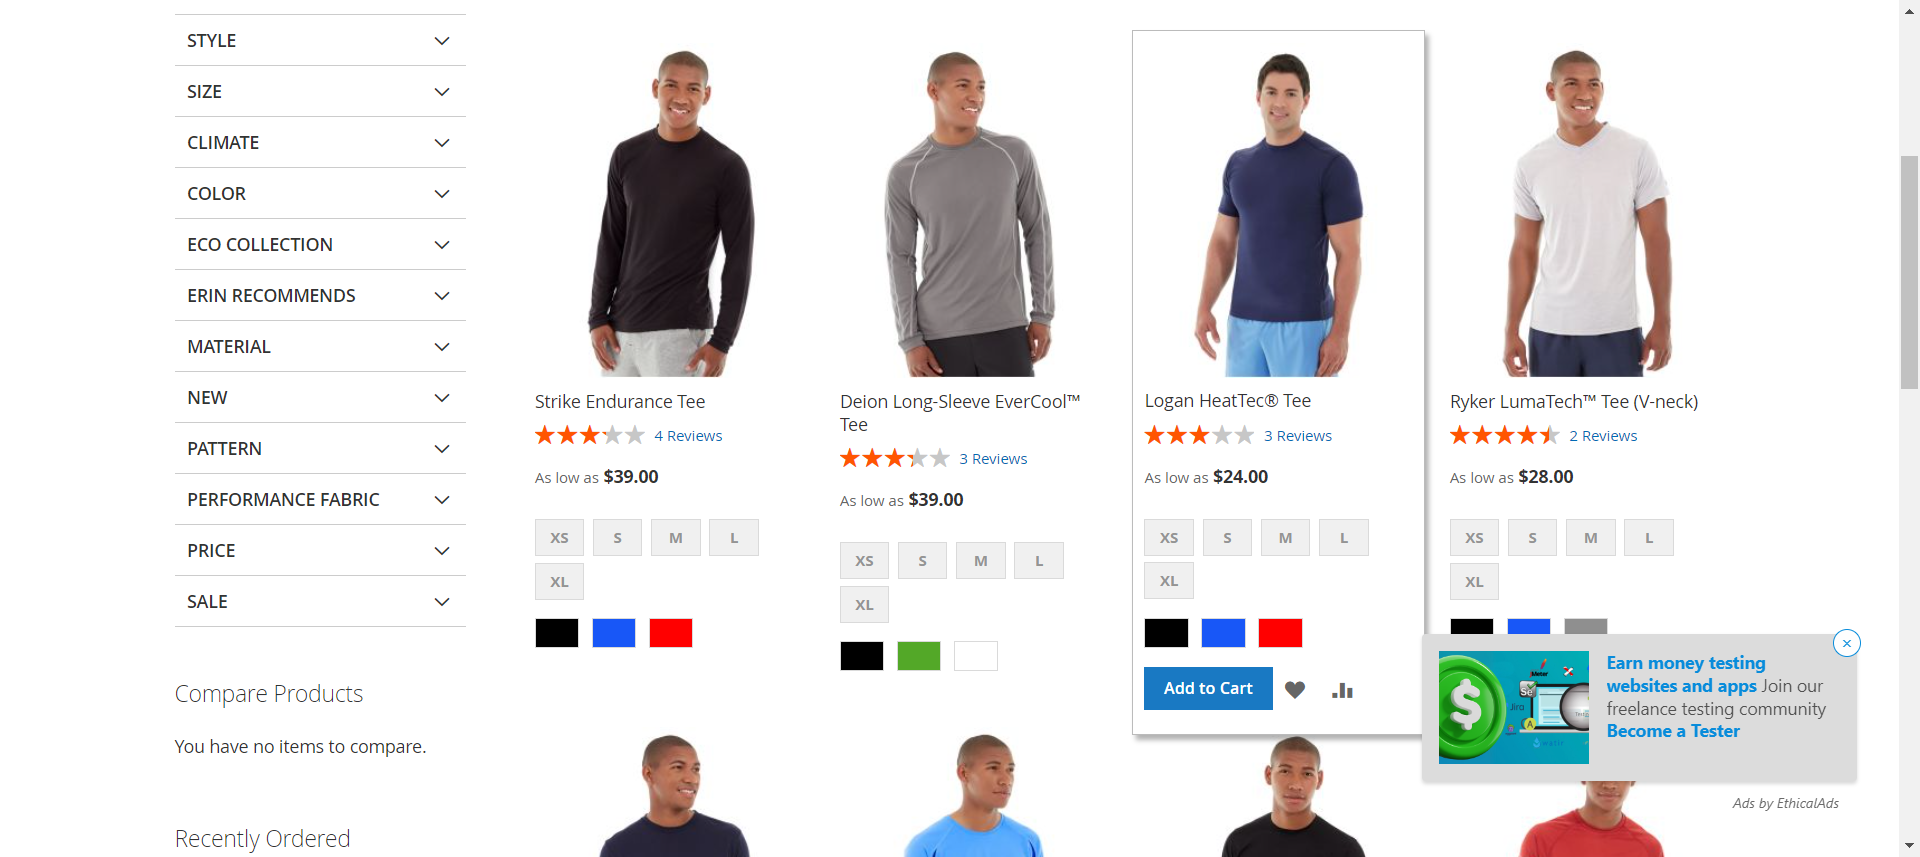 STYLE
SIZE
CLIMATE
COLOR
ECO COLLECTION
ERIN RECOMMENDS
MATERIAL
NEW
PATTERN
PERFORMANCE FABRIC
PRICE
SALE
Compare Products
You have no items to compare.
Recently Ordered
Strike Endurance Tee
4 Reviews
As low as $39.00
XS S M L
XL
Deion Long-Sleeve EverCool™
Tee
3 Reviews
As low as $39.00
XS S M L
XL
Logan HeatTec® Tee
3 Reviews
As low as $24.00
XS S M L
XL
Add to Cart
Ryker LumaTech™ Tee (V-neck)
2 Reviews
As low as $28.00
XS S M L
XL
Earn money testing
websites and apps Join our
freelance testing community
Become a Tester
Ads by EthicalAds